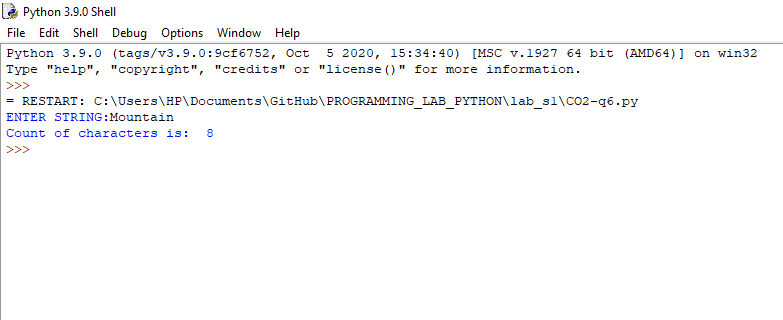 Python 3.9.0 Shell
File Edit Shell Debug Options Window Help
Python 3.9.0 (tags/v3.9.0:9cf6752, Oct  5 2020, 15:34:40) [MSC v.1927 64 bit (AMD64)] on win32
Type "help", "copyright", "credits" or "license()" for more information.
>>>
= RESTART: C:\Users\HP\Documents\GitHub\PROGRAMMING_LAB_PYTHON\lab_s1\CO2-q6.py
ENTER STRING:Mountain
Count of characters is:  8
>>>